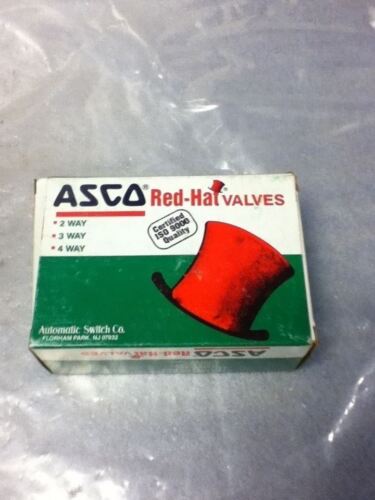 ASCO® Red-Hat® VALVES
• 2 WAY
• 3 WAY
• 4 WAY
Certified
ISO 9000
Quality
Automatic Switch Co.
FLORHAM PARK, NJ 07932
ASCO Red-Hat VALVES